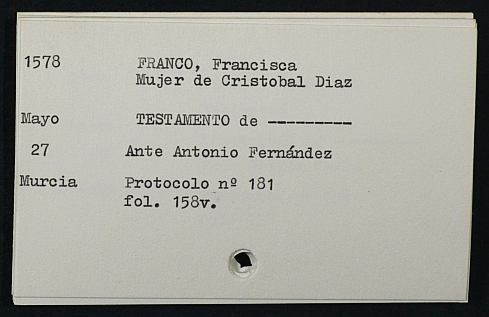 1578 FRANCO, Francisca
Mujer de Cristobal Diaz
Mayo TESTAMENTO de ---------
27 Ante Antonio Fernández
Murcia Protocolo nº 181
fol. 158v.